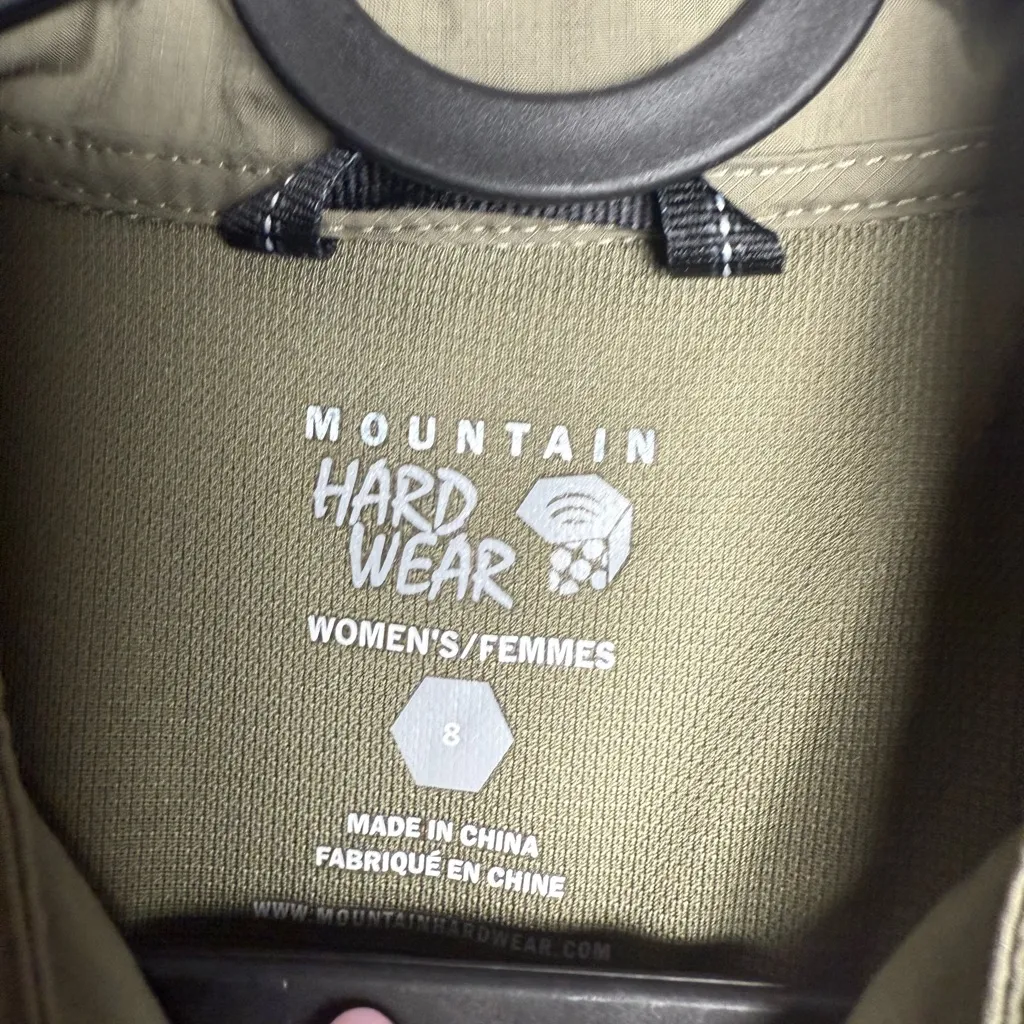 MOUNTAIN
HARD
WEAR
WOMEN'S/FEMMES
8
MADE IN CHINA
FABRIQUÉ EN CHINE
WWW.MOUNTAINHARDWEAR.COM